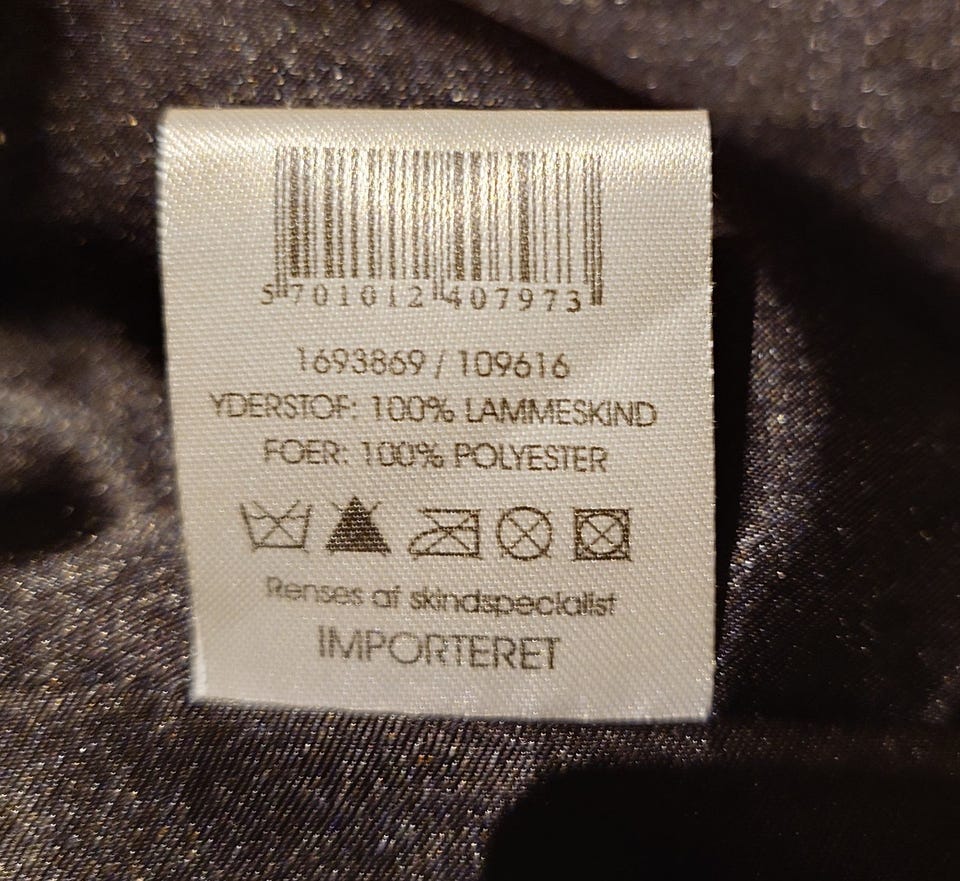 5 701012 407973
1693869 / 109616
YDERSTOF: 100% LAMMESKIND
FOER: 100% POLYESTER
Renses af skindspecialist
IMPORTERET